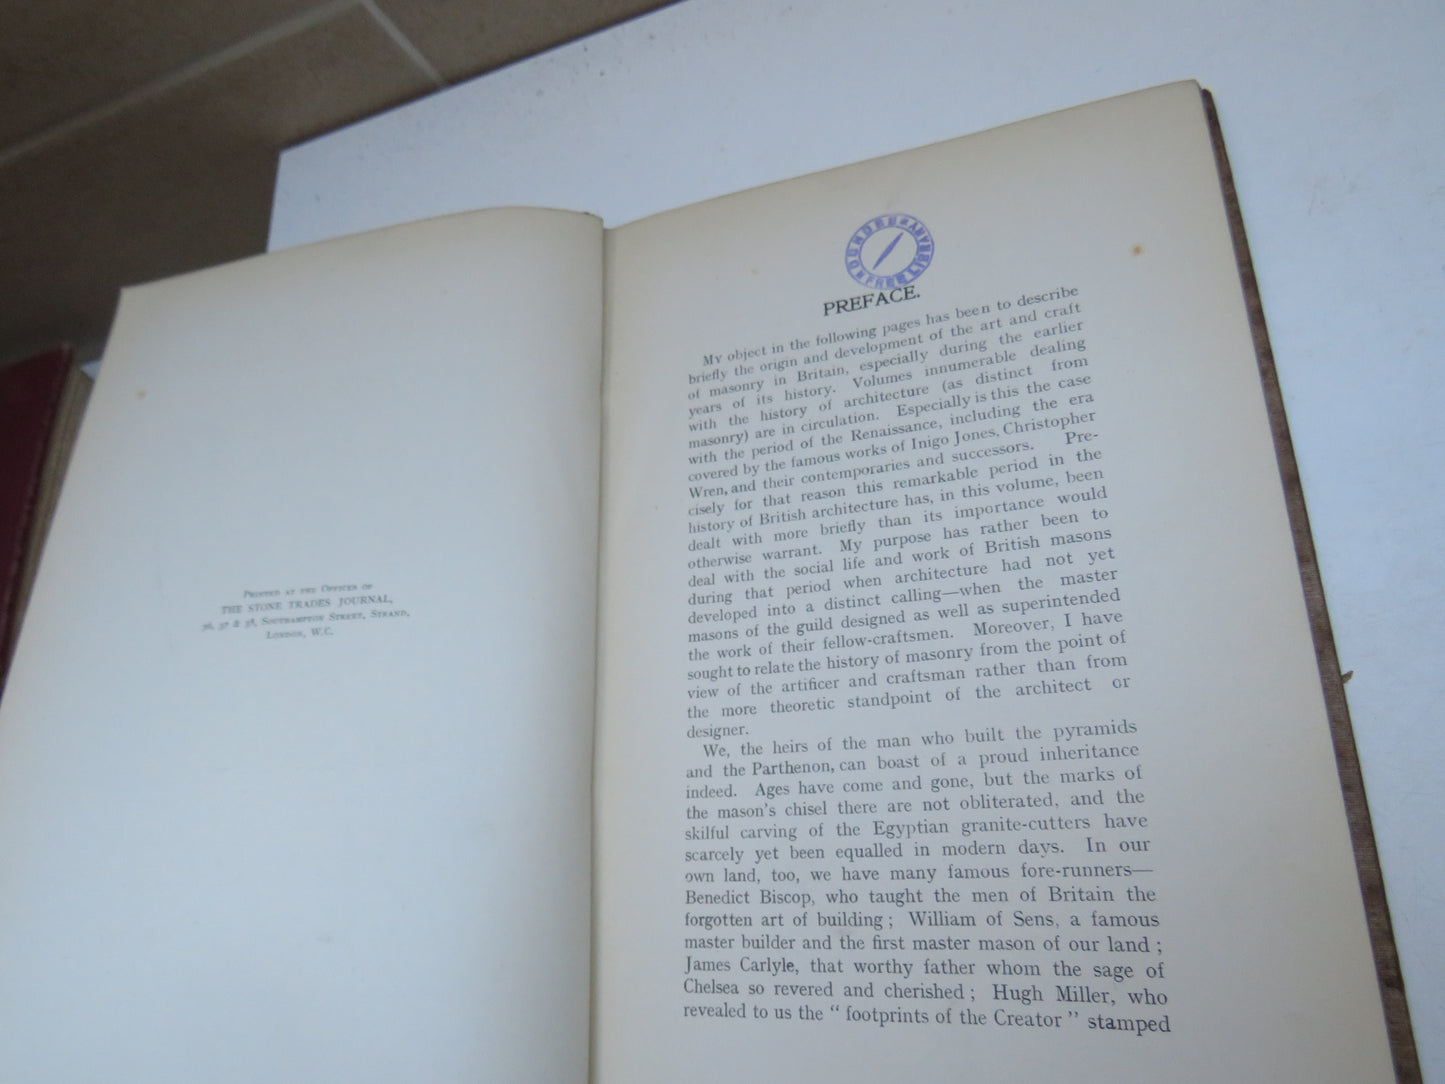 PRINTED AT THE OFFICES OF
THE STONE TRADES JOURNAL,
36, 37 & 38, SOUTHAMPTON STREET, STRAND,
LONDON, W.C.
FREE LIBRARY
PREFACE.
My object in the following pages has been to describe
briefly the origin and development of the art and craft
of masonry in Britain, especially during the earlier
years of its history. Volumes innumerable dealing
with the history of architecture (as distinct from
masonry) are in circulation. Especially is this the case
with the period of the Renaissance, including the era
covered by the famous works of Inigo Jones, Christopher
Wren, and their contemporaries and successors. Pre-
cisely for that reason this remarkable period in the
history of British architecture has, in this volume, been
dealt with more briefly than its importance would
otherwise warrant. My purpose has rather been to
deal with the social life and work of British masons
during that period when architecture had not yet
developed into a distinct calling—when the master
masons of the guild designed as well as superintended
the work of their fellow-craftsmen. Moreover, I have
sought to relate the history of masonry from the point of
view of the artificer and craftsman rather than from
the more theoretic standpoint of the architect or
designer.
We, the heirs of the man who built the pyramids
and the Parthenon, can boast of a proud inheritance
indeed. Ages have come and gone, but the marks of
the mason's chisel there are not obliterated, and the
skilful carving of the Egyptian granite-cutters have
scarcely yet been equalled in modern days. In our
own land, too, we have many famous fore-runners—
Benedict Biscop, who taught the men of Britain the
forgotten art of building ; William of Sens, a famous
master builder and the first master mason of our land ;
James Carlyle, that worthy father whom the sage of
Chelsea so revered and cherished ; Hugh Miller, who
revealed to us the “ footprints of the Creator ” stamped